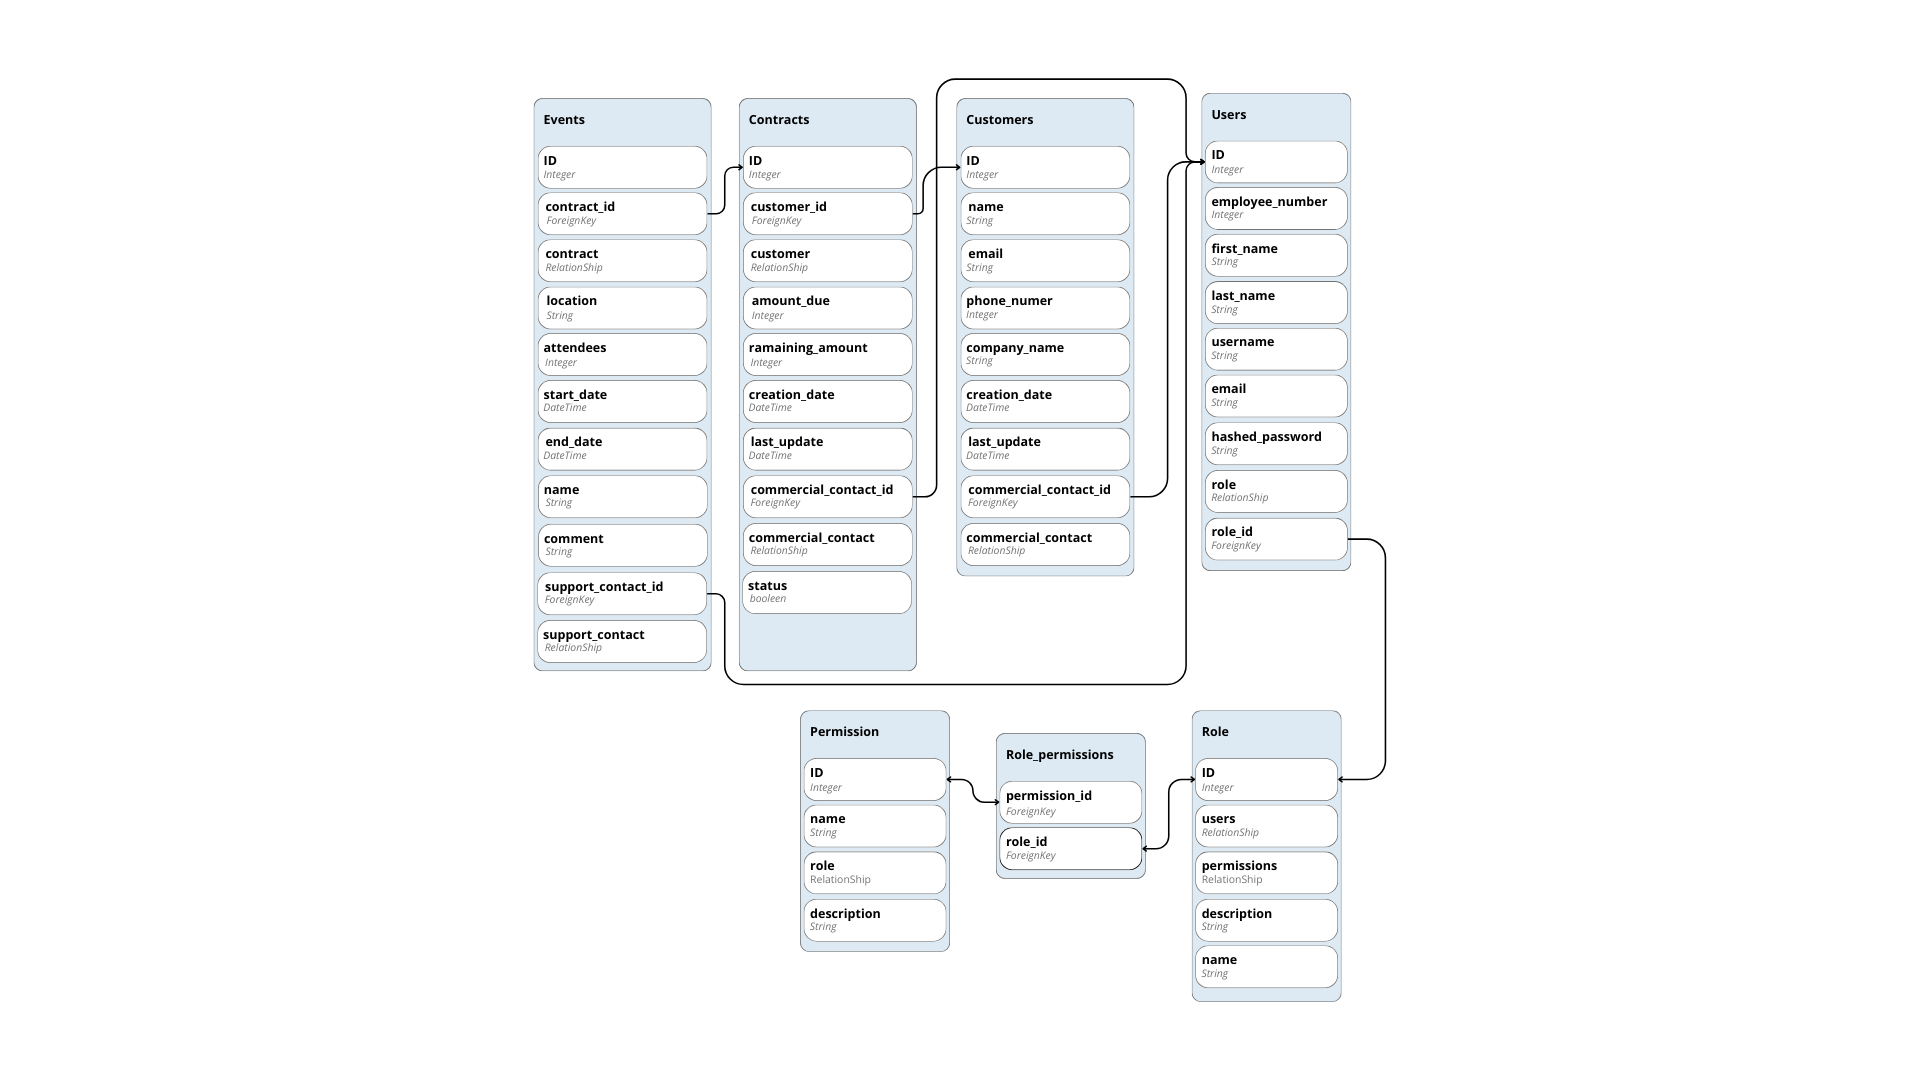 Events
ID
Integer
contract_id
ForeignKey
contract
RelationShip
location
String
attendees
Integer
start_date
DateTime
end_date
DateTime
name
String
comment
String
support_contact_id
ForeignKey
support_contact
RelationShip
Contracts
ID
Integer
customer_id
ForeignKey
customer
RelationShip
amount_due
Integer
ramaining_amount
Integer
creation_date
DateTime
last_update
DateTime
commercial_contact_id
ForeignKey
commercial_contact
RelationShip
status
booleen
Customers
ID
Integer
name
String
email
String
phone_numer
Integer
company_name
String
creation_date
DateTime
last_update
DateTime
commercial_contact_id
ForeignKey
commercial_contact
RelationShip
Users
ID
Integer
employee_number
Integer
first_name
String
last_name
String
username
String
email
String
hashed_password
String
role
RelationShip
role_id
ForeignKey
Permission
ID
Integer
name
String
role
RelationShip
description
String
Role_permissions
permission_id
ForeignKey
role_id
ForeignKey
Role
ID
Integer
users
RelationShip
permissions
RelationShip
description
String
name
String